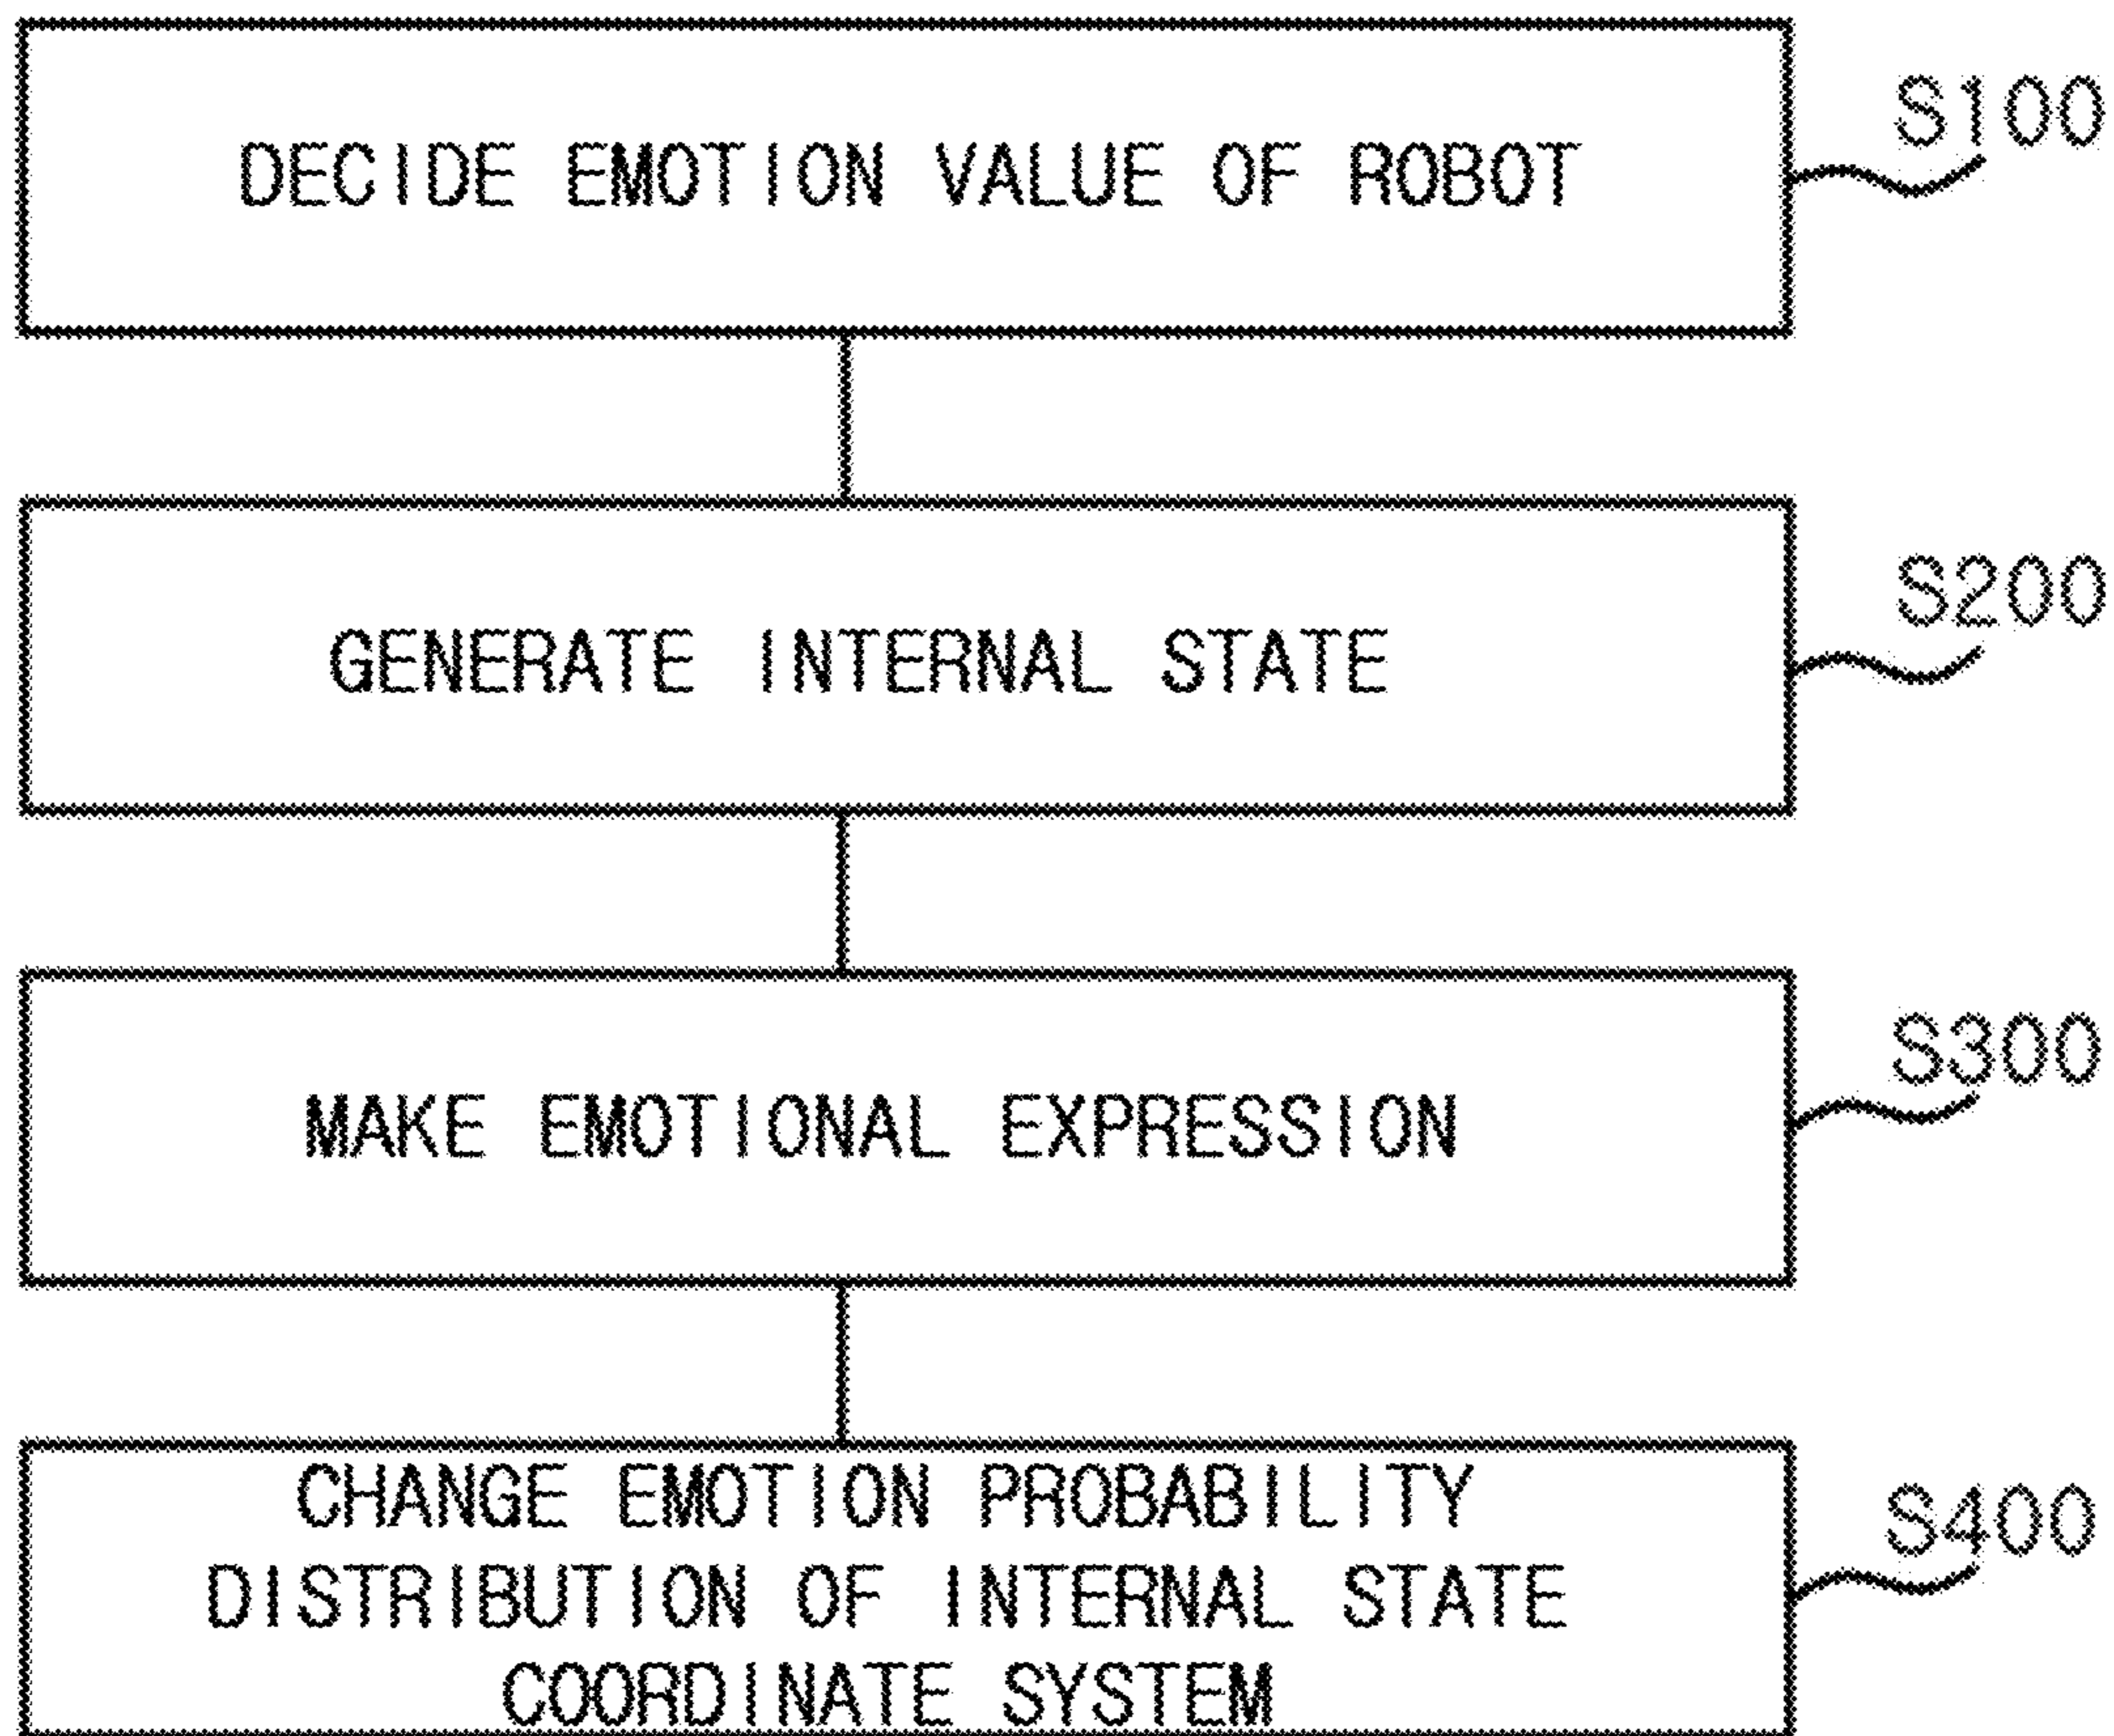 DECIDE EMOTION VALUE OF ROBOT
S100
GENERATE INTERNAL STATE
S200
MAKE EMOTIONAL EXPRESSION
S300
CHANGE EMOTION PROBABILITY
DISTRIBUTION OF INTERNAL STATE
COORDINATE SYSTEM
S400